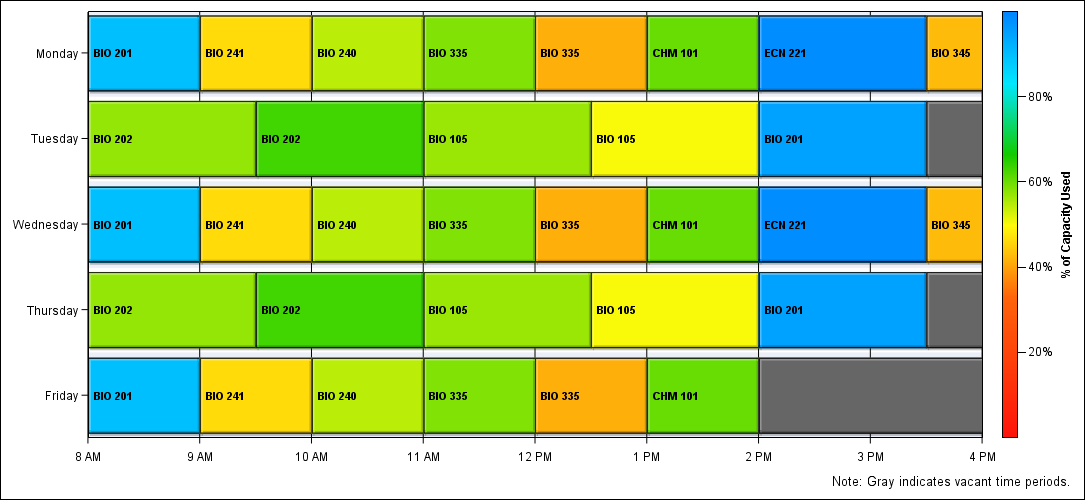 Monday BIO 201 BIO 241 BIO 240 BIO 335 BIO 335 CHM 101 ECN 221 BIO 345
Tuesday BIO 202 BIO 202 BIO 105 BIO 105 BIO 201
Wednesday BIO 201 BIO 241 BIO 240 BIO 335 BIO 335 CHM 101 ECN 221 BIO 345
Thursday BIO 202 BIO 202 BIO 105 BIO 105 BIO 201
Friday BIO 201 BIO 241 BIO 240 BIO 335 BIO 335 CHM 101
8 AM 9 AM 10 AM 11 AM 12 PM 1 PM 2 PM 3 PM 4 PM
80%
60%
40%
20%
% of Capacity Used
Note: Gray indicates vacant time periods.